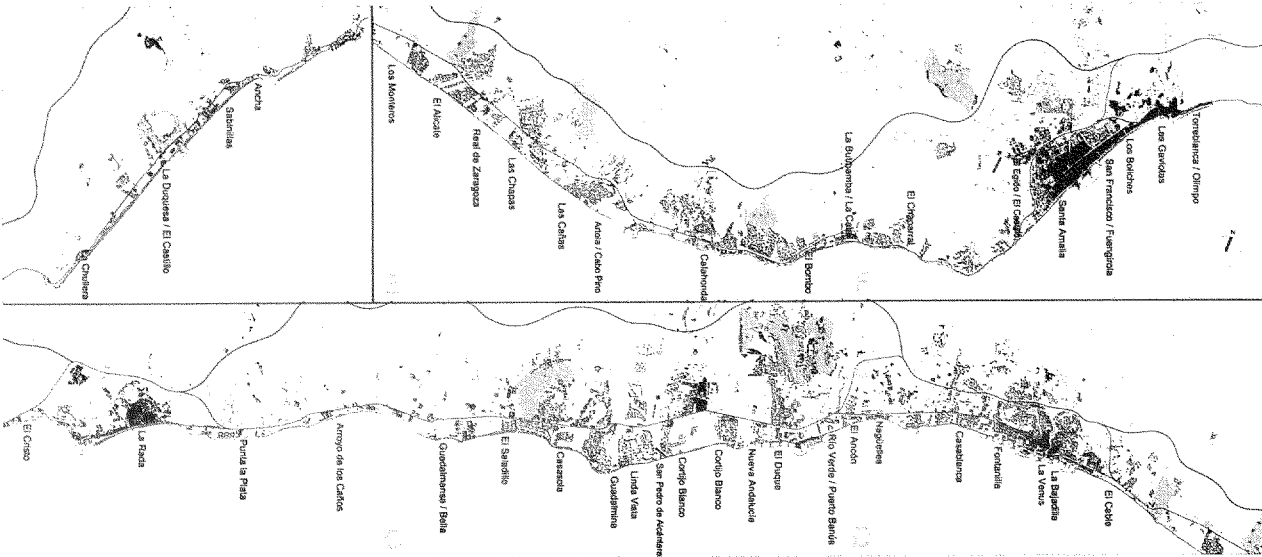 Ancha
Sabinillas
La Duquesa / El Castillo
Chullera
Los Monteros
El Alicate
Real de Zaragoza
Las Chapas
Las Cañas
Artola / Cabo Pino
Calahonda
El Bombo
La Butibamba / La Cala
El Chaparral
El Egido / El Castillo
Santa Amalia
San Francisco / Fuengirola
Los Boliches
Las Gaviotas
Torreblanca / Olimpo
El Cristo
La Rada
Punta la Plata
Arroyo de los Caños
Guadalmansa / Bella
El Saladillo
Casasola
Guadalmina
Linda Vista
San Pedro de Alcántara
Cortijo Blanco
Cortijo Blanco
Nueva Andalucía
El Duque
Río Verde / Puerto Banús
El Ancón
Nagüelles
Casablanca
Fontanilla
La Venus
La Bajadilla
El Cable